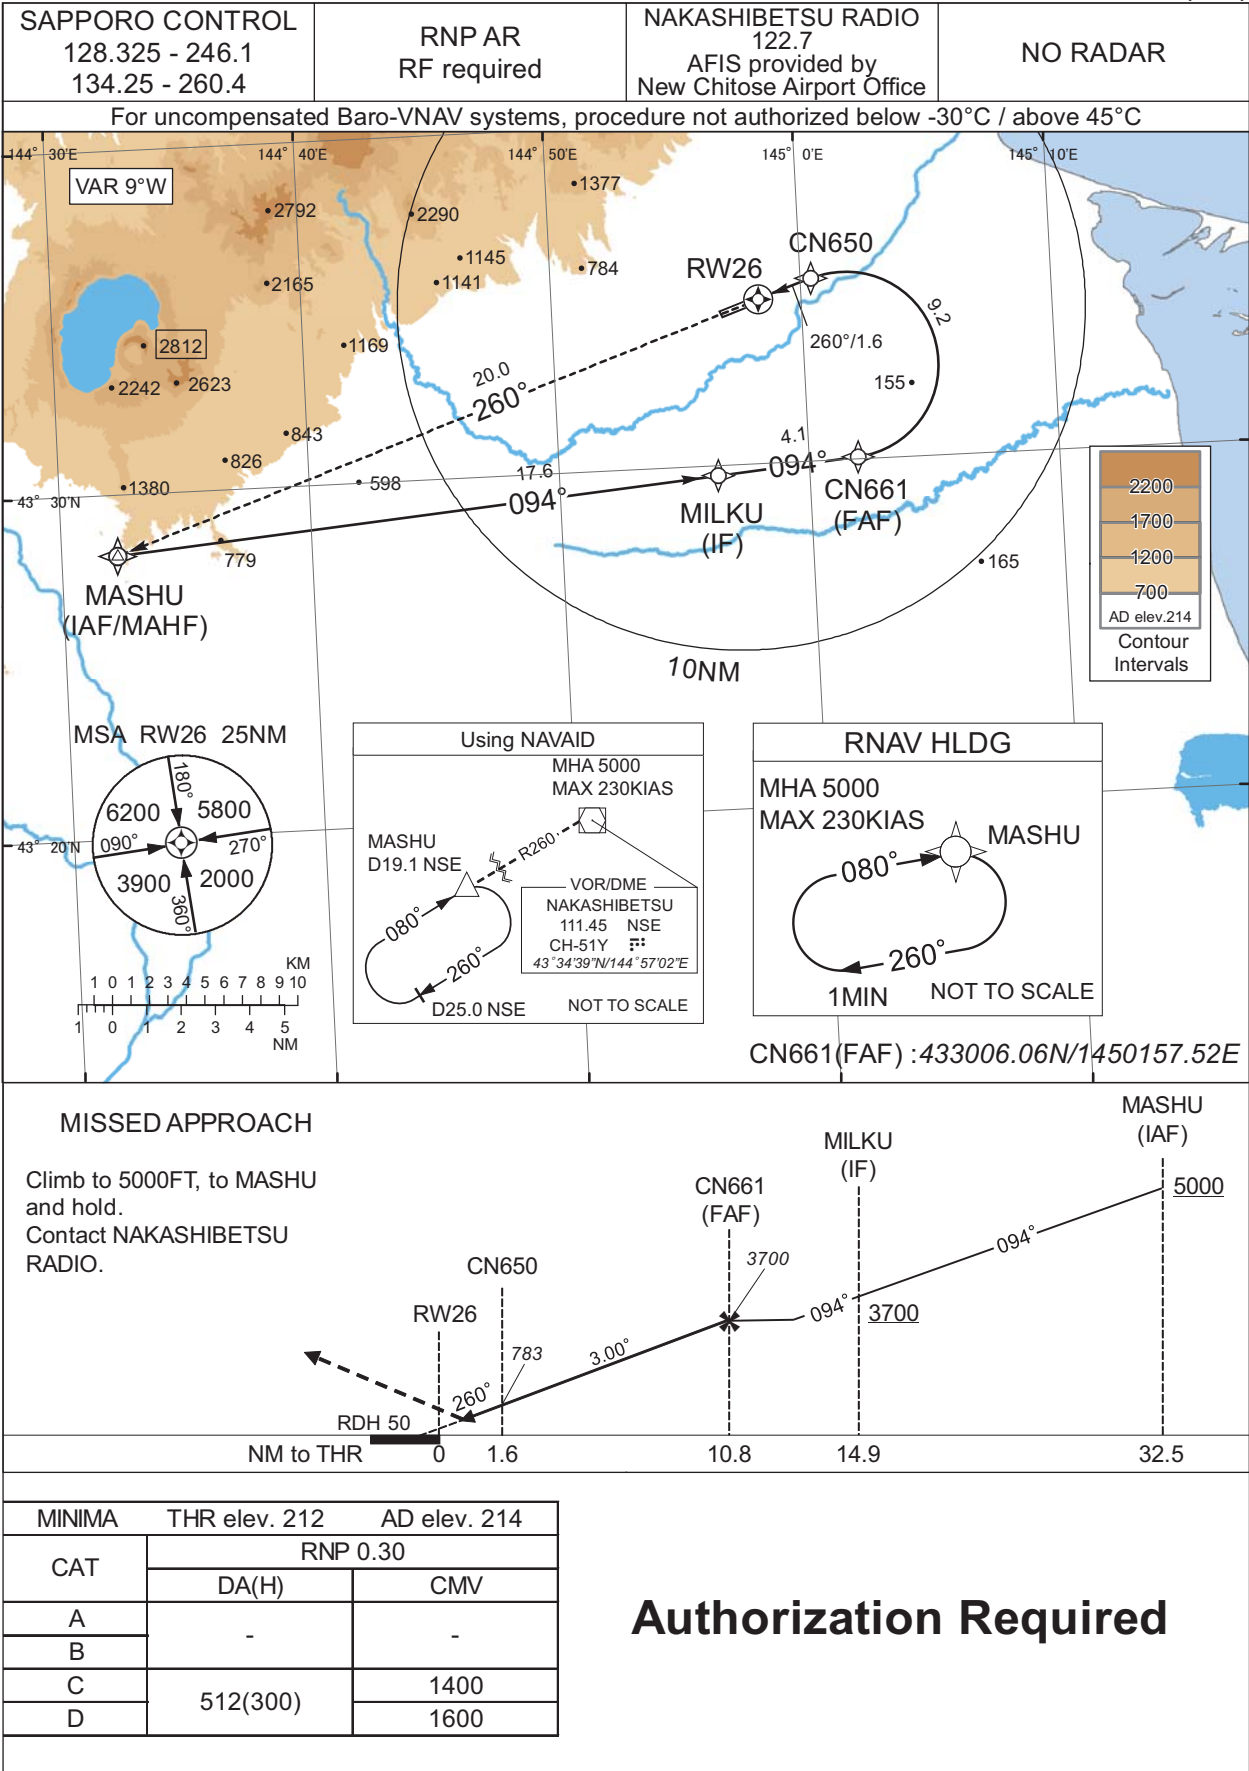 SAPPORO CONTROL
128.325 - 246.1
134.25 - 260.4
RNP AR
RF required
NAKASHIBETSU RADIO
122.7
AFIS provided by
New Chitose Airport Office
NO RADAR
For uncompensated Baro-VNAV systems, procedure not authorized below -30°C / above 45°C
144° 30'E
144° 40'E
144° 50'E
145° 0'E
145° 10'E
VAR 9°W
1377
2792
2290
CN650
1145
784
RW26
2165
1141
9.2
2812
1169
260°/1.6
20.0
2242
2623
260°
155
843
4.1
826
17.6
094°
1380
598
094°
CN661
(FAF)
43° 30'N
MILKU
(IF)
779
165
MASHU
(IAF/MAHF)
2200
1700
1200
700
AD elev.214
Contour
Intervals
10NM
MSA RW26 25NM
180°
6200
5800
090°
270°
3900
2000
360°
43° 20'N
KM
1 0 1 2 3 4 5 6 7 8 9 10
1 0 1 2 3 4 5
NM
Using NAVAID
MHA 5000
MAX 230KIAS
MASHU
D19.1 NSE
R260
080°
260°
VOR/DME
NAKASHIBETSU
111.45 NSE
CH-51Y
43°34'39"N/144°57'02"E
D25.0 NSE
NOT TO SCALE
RNAV HLDG
MHA 5000
MAX 230KIAS
MASHU
080°
260°
1MIN
NOT TO SCALE
CN661(FAF) :433006.06N/1450157.52E
MISSED APPROACH
Climb to 5000FT, to MASHU
and hold.
Contact NAKASHIBETSU
RADIO.
MASHU
(IAF)
MILKU
(IF)
CN661
(FAF)
5000
094°
3700
CN650
094°
3700
RW26
783
3.00°
260°
RDH 50
NM to THR 0 1.6 10.8 14.9 32.5
MINIMA THR elev. 212 AD elev. 214
CAT
RNP 0.30
DA(H) CMV
A
B
- -
C
512(300)
1400
D
1600
Authorization Required